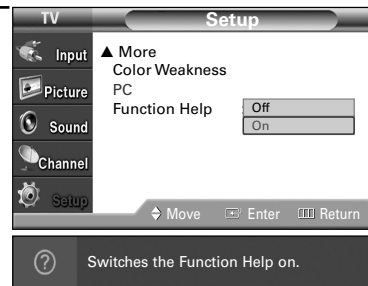 TV
Setup
Input
Picture
Sound
Channel
Setup
▲ More
Color Weakness
PC
Function Help : Off
On
Move Enter Return
? Switches the Function Help on.